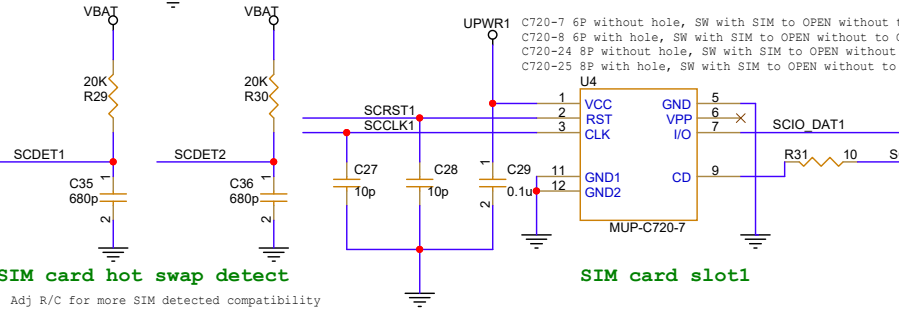 VBAT
VBAT
UPWR1
C720-7 6P without hole, SW with SIM to OPEN without
C720-8 6P with hole, SW with SIM to OPEN without to
C720-24 8P without hole, SW with SIM to OPEN without
C720-25 8P with hole, SW with SIM to OPEN without to
20K
R29
20K
R30
U4
SCRST1
SCCLK1
1
2
3
VCC
RST
CLK
GND
VPP
I/O
5
6
7
SCIO_DAT1
SCDET1
SCDET2
1
C35
680p
2
1
C36
680p
2
C27
10p
C28
10p
1
C29
0.1u
2
11
12
GND1
GND2
CD
9
R31
10
MUP-C720-7
SIM card hot swap detect
SIM card slot1
Adj R/C for more SIM detected compatibility